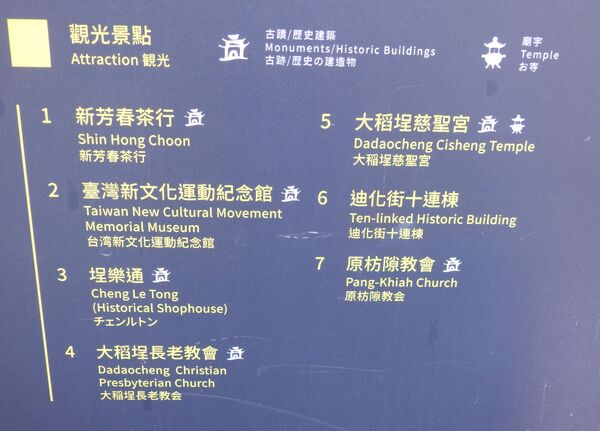 觀光景點
Attraction 観光
古蹟/歷史建築
Monuments/Historic Buildings
古跡/歴史の建造物
廟宇
Temple
お寺
1 新芳春茶行
Shin Hong Choon
新芳春茶行
2 臺灣新文化運動紀念館
Taiwan New Cultural Movement
Memorial Museum
台湾新文化運動紀念館
3 埕樂通
Cheng Le Tong
(Historical Shophouse)
チェンルトン
4 大稻埕長老教會
Dadaocheng Christian
Presbyterian Church
大稲埕長老教会
5 大稻埕慈聖宮
Dadaocheng Cisheng Temple
大稲埕慈聖宮
6 迪化街十連棟
Ten-linked Historic Building
迪化街十連棟
7 原枋隙教會
Pang-Khiah Church
原枋隙教会